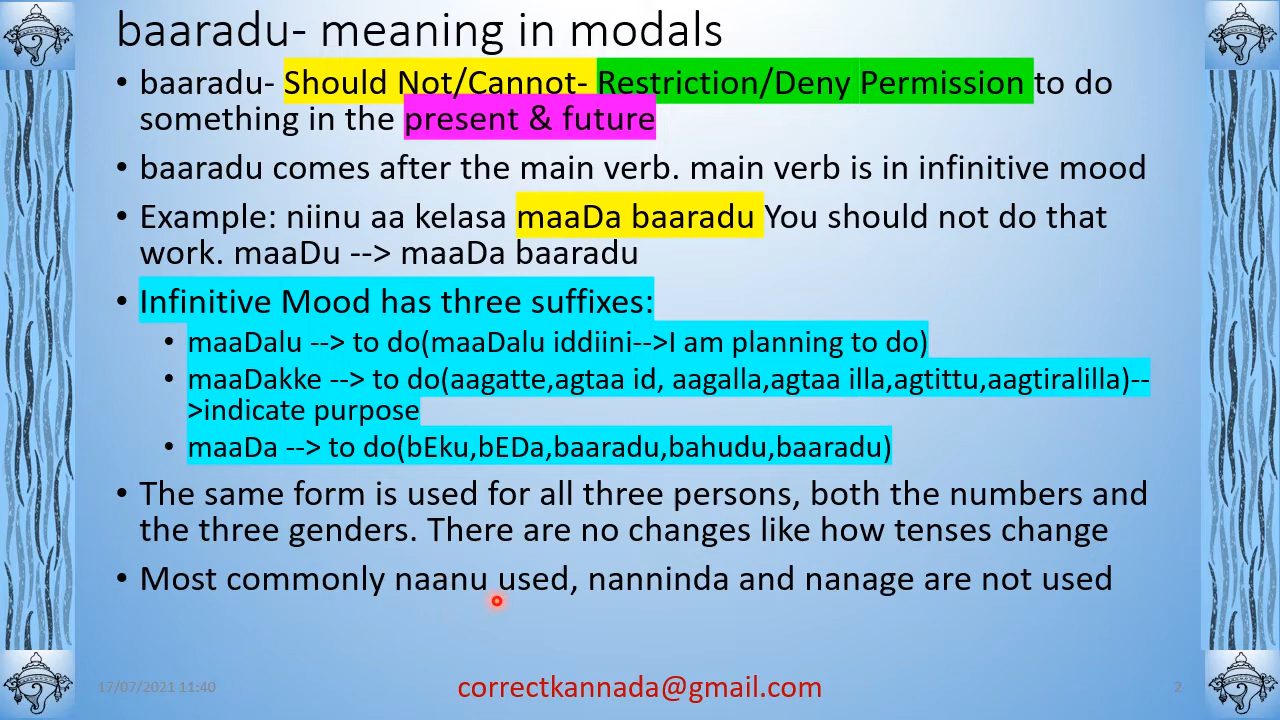 baaradu- meaning in modals
• baaradu- Should Not/Cannot- Restriction/Deny Permission to do
something in the present & future
• baaradu comes after the main verb. main verb is in infinitive mood
• Example: niinu aa kelasa maaDa baaradu You should not do that
work. maaDu --> maaDa baaradu
• Infinitive Mood has three suffixes:
• maaDalu --> to do(maaDalu iddiini-->I am planning to do)
• maaDakke --> to do(aagatte,agtaa id, aagalla,agtaa illa,agtittu,aagtiralilla)--
>indicate purpose
• maaDa --> to do(bEku,bEDa,baaradu,bahudu,baaradu)
• The same form is used for all three persons, both the numbers and
the three genders. There are no changes like how tenses change
• Most commonly naanu used, nanninda and nanage are not used
17/07/2021 11:40
correctkannada@gmail.com
2